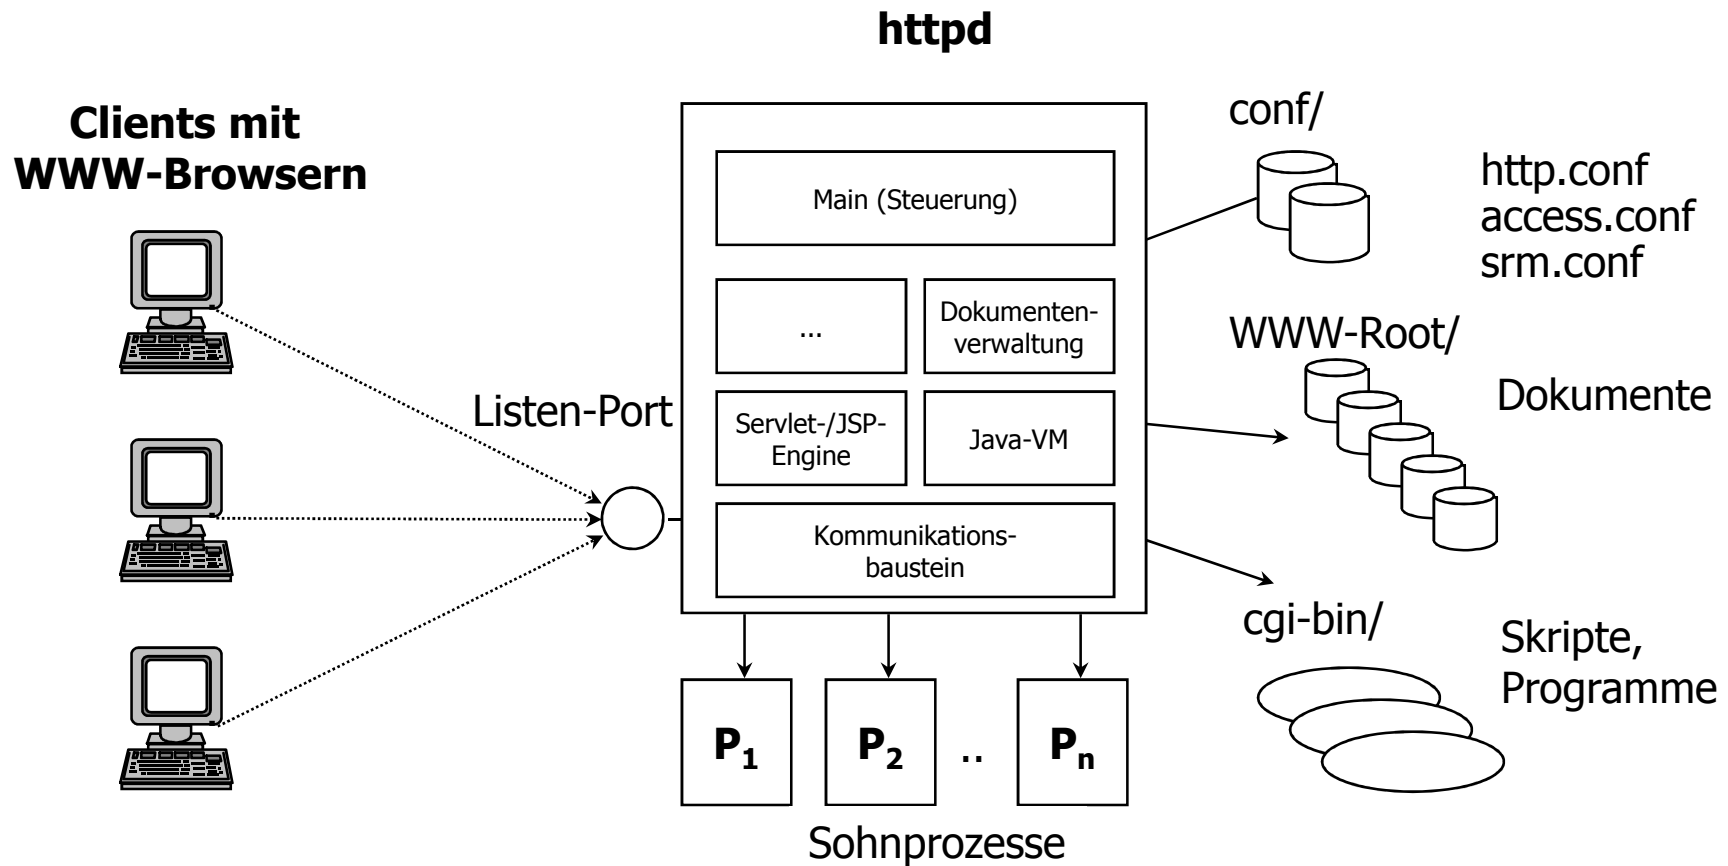 httpd
Clients mit
WWW-Browsern
Listen-Port
Main (Steuerung)
...
Dokumenten-
verwaltung
Servlet-/JSP-
Engine
Java-VM
Kommunikations-
baustein
P1
P2
..
Pn
Sohnprozesse
conf/
http.conf
access.conf
srm.conf
WWW-Root/
Dokumente
cgi-bin/
Skripte,
Programme